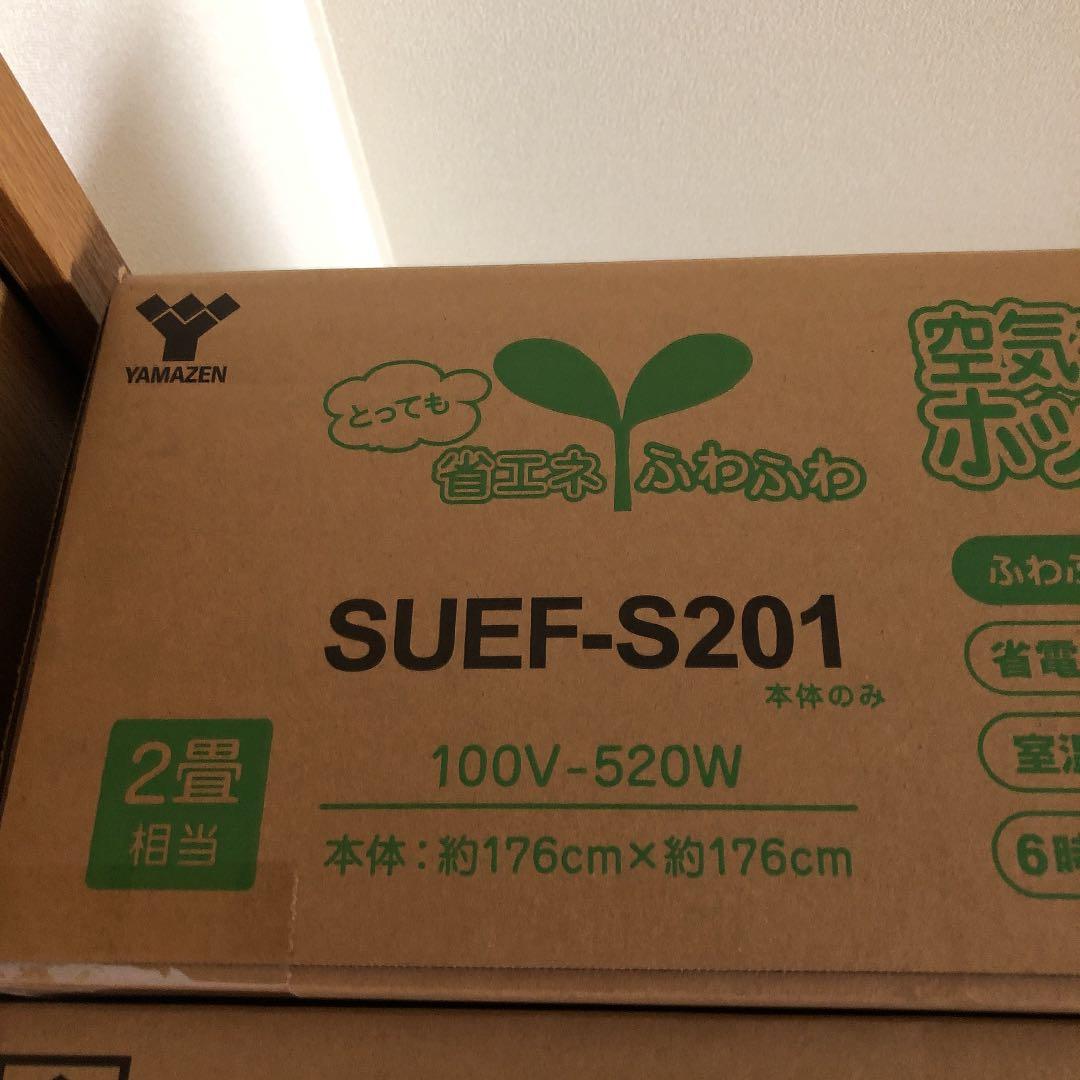 YAMAZEN
とっても
省エネ ふわふわ
SUEF-S201
本体のみ
100V-520W
本体：約176cm×約176cm
2畳
相当
空気
ホッ
ふわ
省電
室温
6時